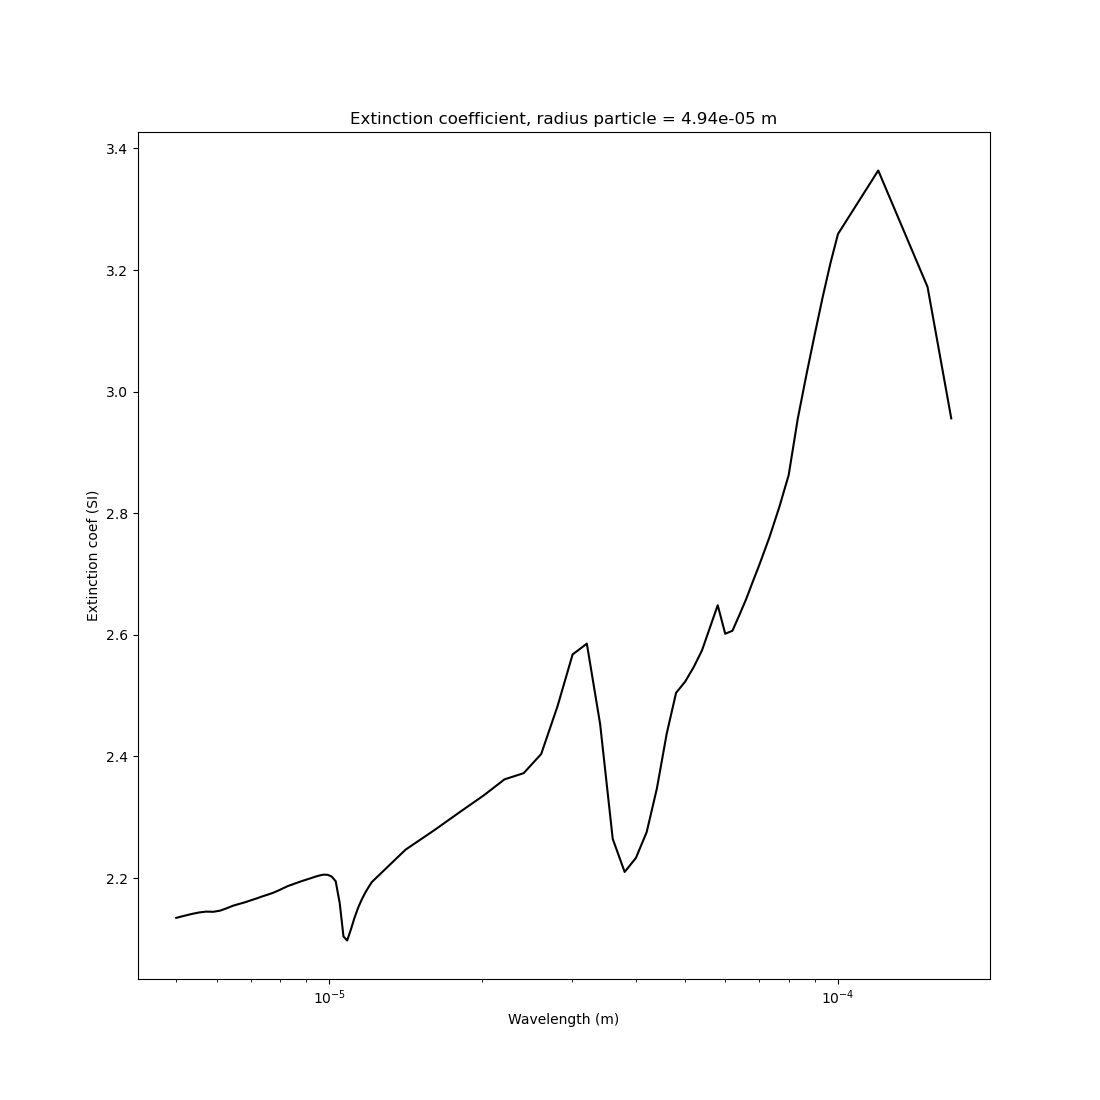 Extinction coefficient, radius particle = 4.94e-05 m
3.4
3.2
3.0
2.8
2.6
2.4
2.2
Extinction coef (SI)
10⁻⁵ 10⁻⁴
Wavelength (m)